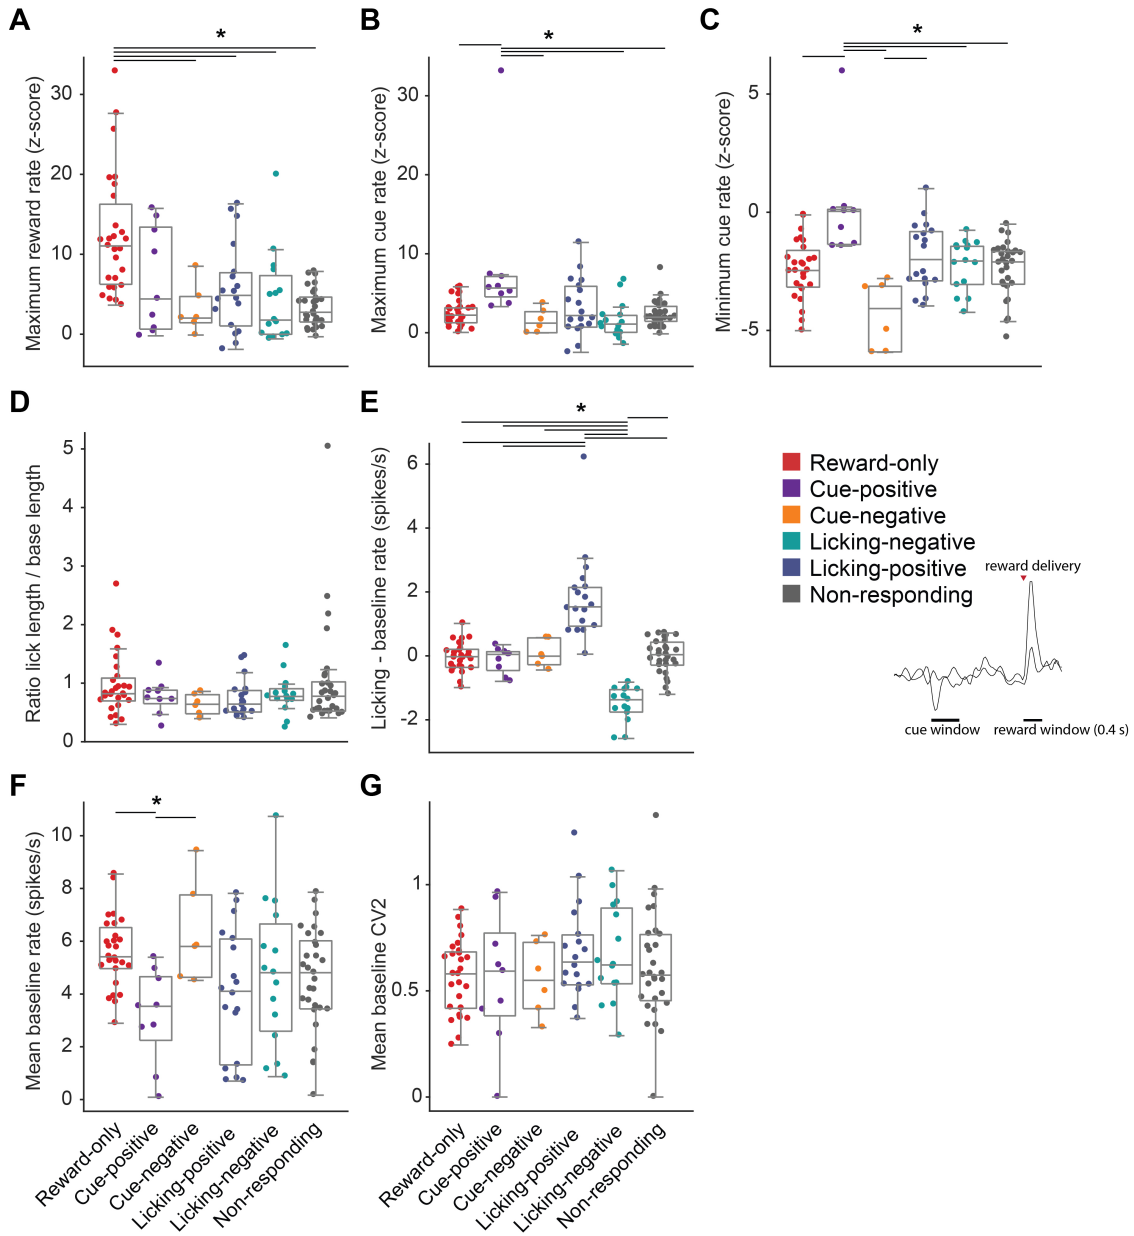 A
*
Maximum reward rate (z-score)
30
20
10
0
B
*
Maximum cue rate (z-score)
30
20
10
0
C
*
Minimum cue rate (z-score)
5
0
-5
D
Ratio lick length / base length
5
4
3
2
1
0
E
*
Licking - baseline rate (spikes/s)
6
4
2
0
-2
Reward-only
Cue-positive
Cue-negative
Licking-negative
Licking-positive
Non-responding
reward delivery
cue window
reward window (0.4 s)
F
*
Mean baseline rate (spikes/s)
10
8
6
4
2
0
Reward-only
Cue-positive
Cue-negative
Licking-positive
Licking-negative
Non-responding
G
Mean baseline CV2
1
0.5
0
Reward-only
Cue-positive
Cue-negative
Licking-positive
Licking-negative
Non-responding